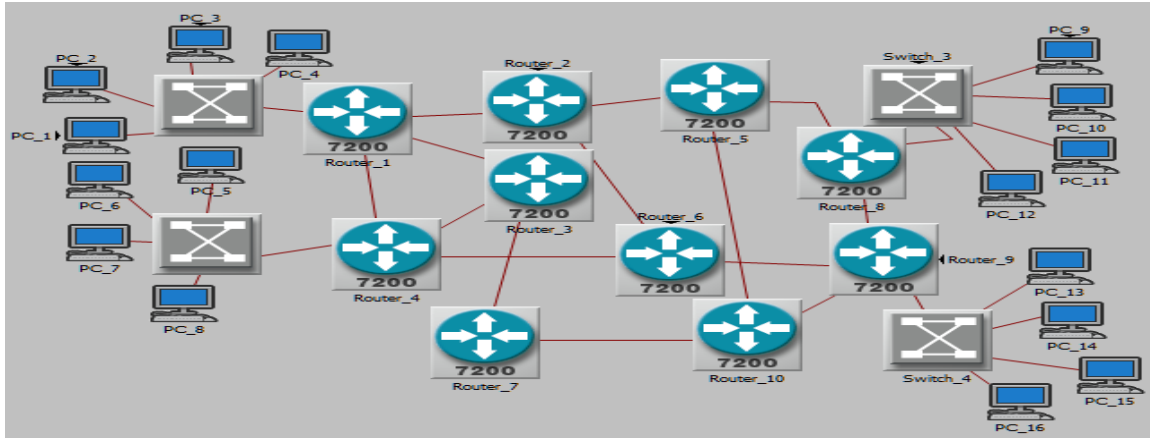 PC_3
PC_2
PC_4
PC_1
PC_5
PC_6
PC_7
PC_8
7200
Router_1
Router_2
7200
7200
Router_3
7200
Router_4
7200
Router_5
Router_6
7200
7200
Router_7
7200
Router_8
Router_9
7200
7200
Router_10
Switch_3
PC_9
PC_10
PC_11
PC_12
Switch_4
PC_13
PC_14
PC_15
PC_16